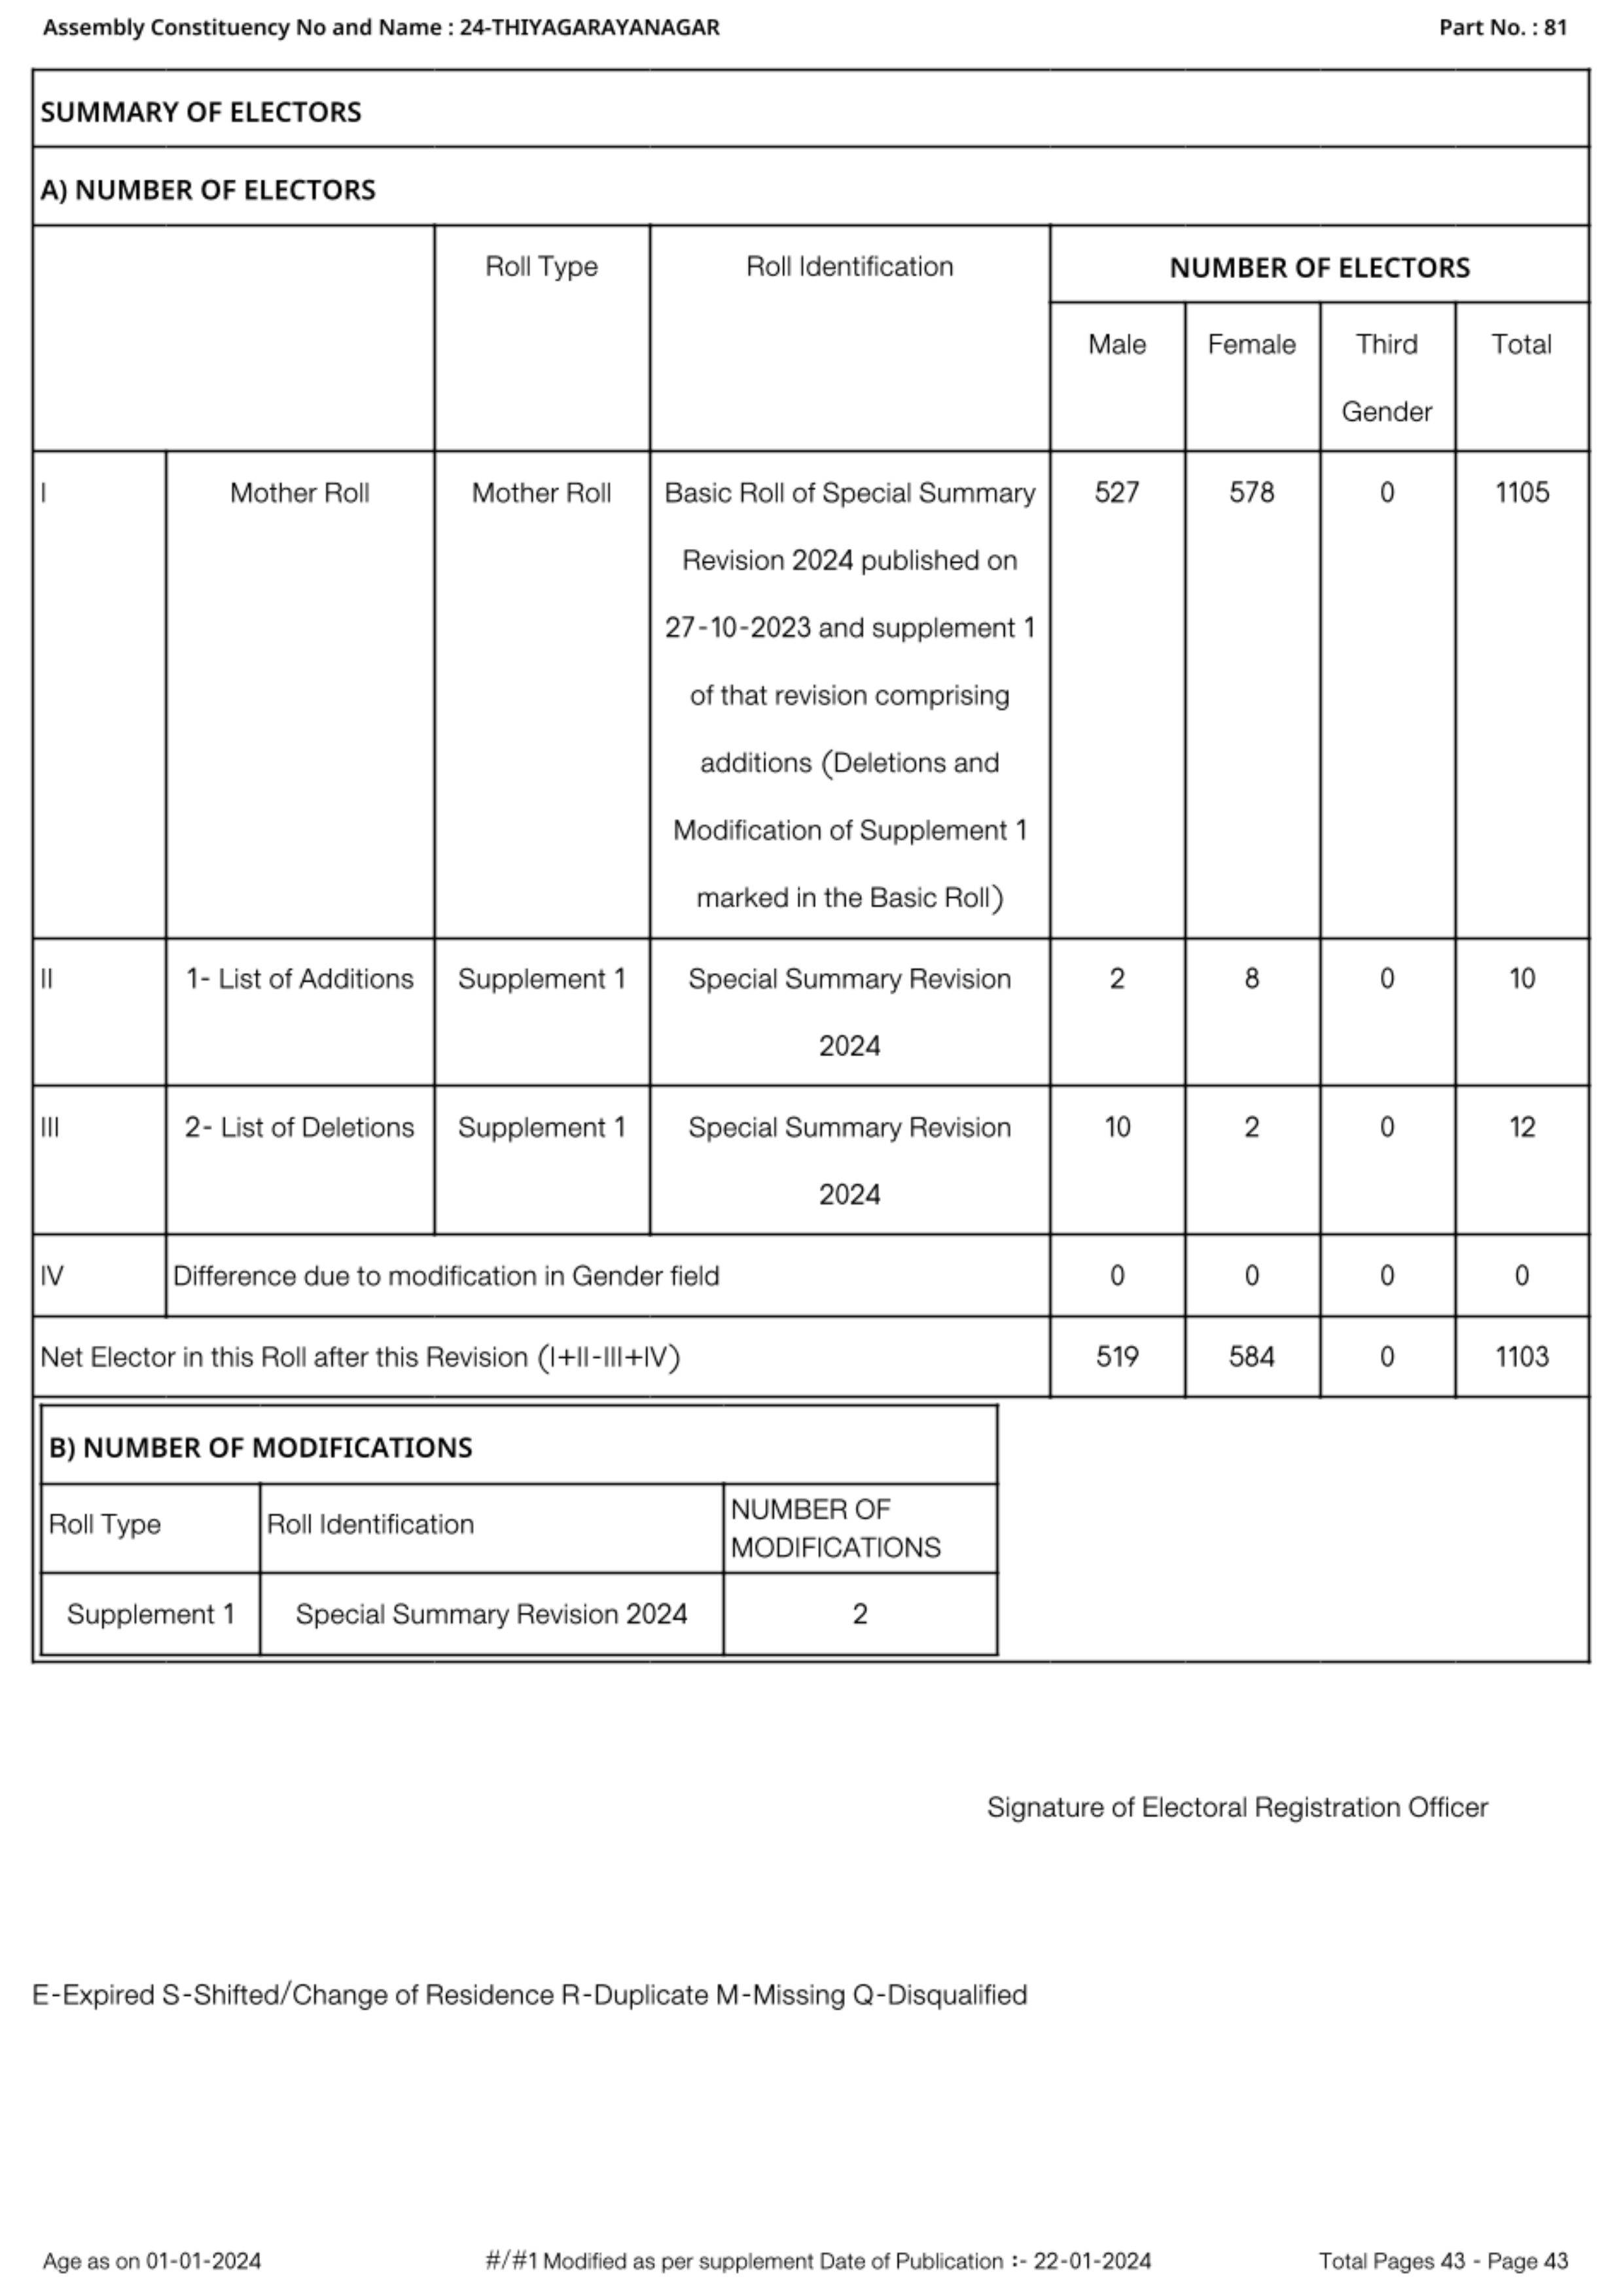 Assembly Constituency No and Name : 24-THIYAGARAYANAGAR Part No. : 81
SUMMARY OF ELECTORS
A) NUMBER OF ELECTORS
Roll Type Roll Identification NUMBER OF ELECTORS
Male Female Third Total
Gender
I Mother Roll Mother Roll Basic Roll of Special Summary 527 578 0 1105
Revision 2024 published on
27-10-2023 and supplement 1
of that revision comprising
additions (Deletions and
Modification of Supplement 1
marked in the Basic Roll)
II 1- List of Additions Supplement 1 Special Summary Revision 2 8 0 10
2024
III 2- List of Deletions Supplement 1 Special Summary Revision 10 2 0 12
2024
IV Difference due to modification in Gender field 0 0 0 0
Net Elector in this Roll after this Revision (I+II-III+IV) 519 584 0 1103
B) NUMBER OF MODIFICATIONS
Roll Type Roll Identification NUMBER OF
MODIFICATIONS
Supplement 1 Special Summary Revision 2024 2
Signature of Electoral Registration Officer
E-Expired S-Shifted/Change of Residence R-Duplicate M-Missing Q-Disqualified
Age as on 01-01-2024 #/#1 Modified as per supplement Date of Publication :- 22-01-2024 Total Pages 43 - Page 43